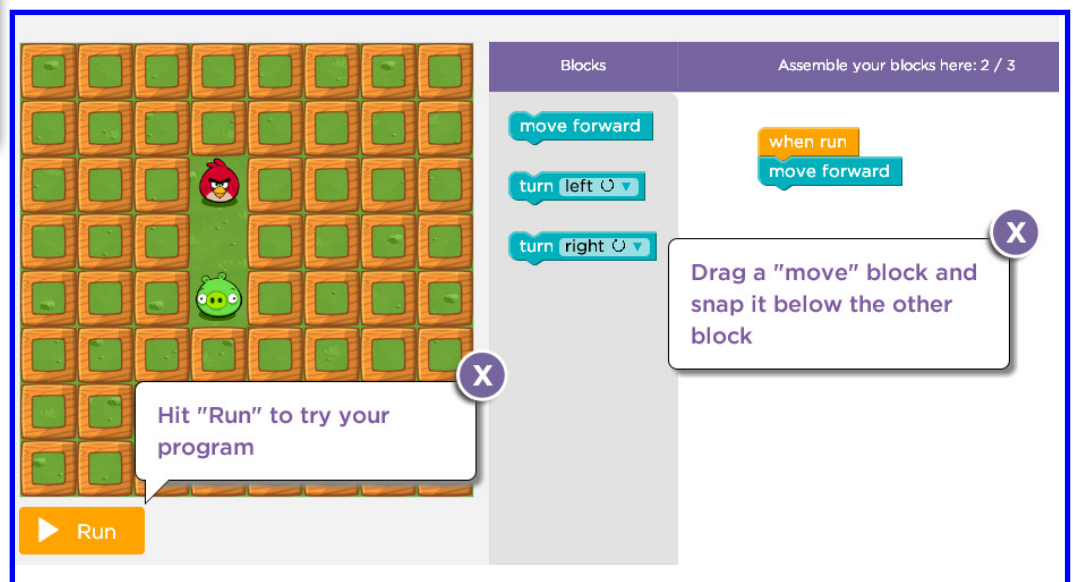 Blocks
Assemble your blocks here: 2 / 3
move forward
turn left
turn right
when run
move forward
X
Drag a "move" block and
snap it below the other
block
X
Hit "Run" to try your
program
Run